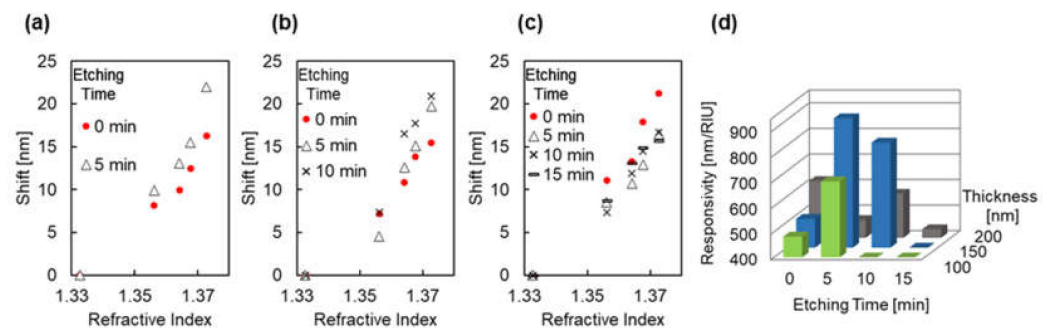 (a)
Etching
Time
0 min
5 min
25
20
15
10
5
0
Shift [nm]
1.33
1.35
1.37
Refractive Index
(b)
Etching
Time
0 min
5 min
10 min
25
20
15
10
5
0
Shift [nm]
1.33
1.35
1.37
Refractive Index
(c)
Etching
Time
0 min
5 min
10 min
15 min
25
20
15
10
5
0
Shift [nm]
1.33
1.35
1.37
Refractive Index
(d)
900
800
700
600
500
400
Responsivity [nm/RIU]
Thickness
[nm]
200
150
100
0
5
10
15
Etching Time [min]